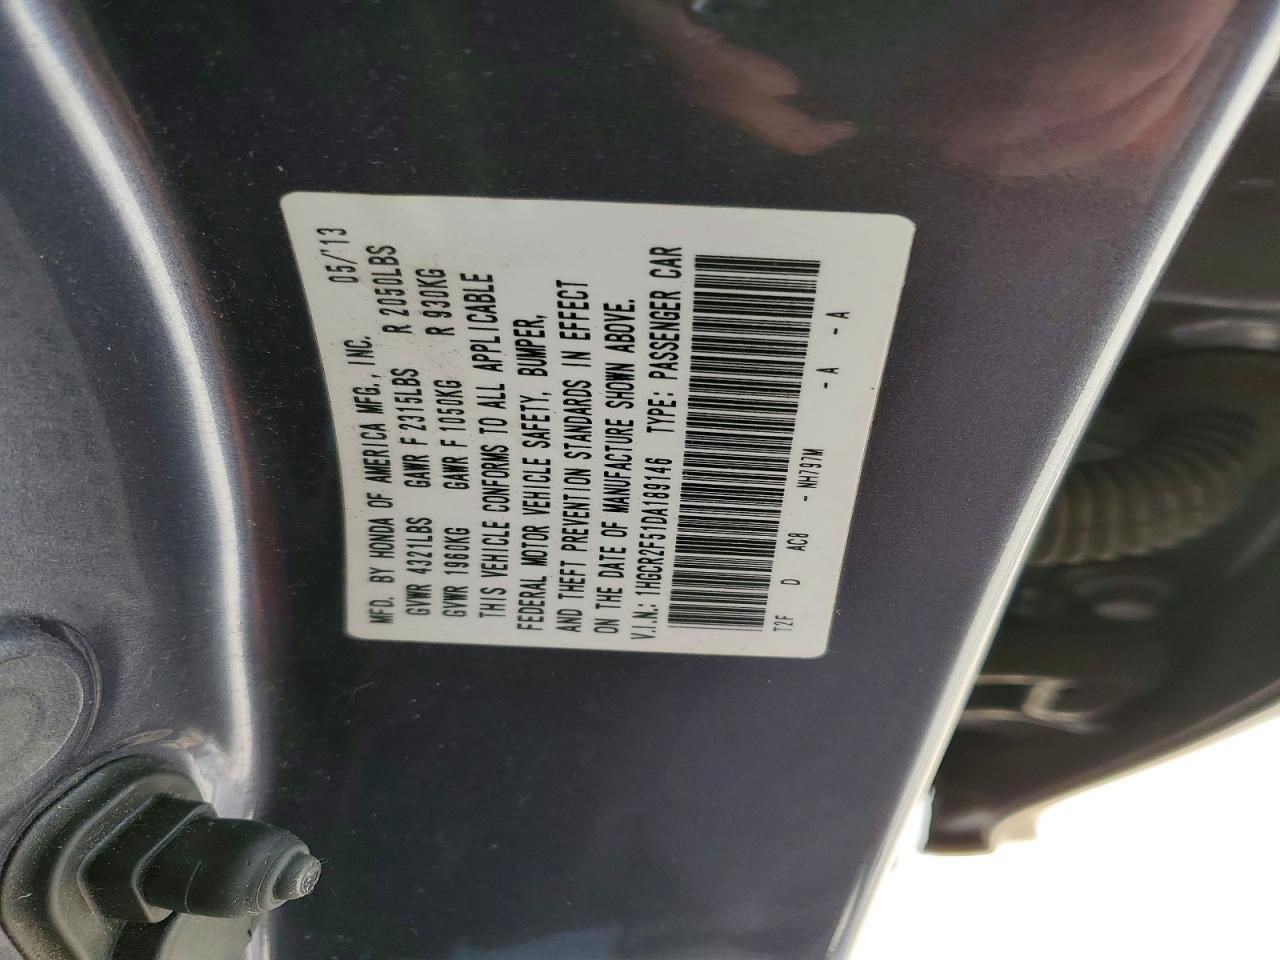 MFD. BY HONDA OF AMERICA MFG., INC. 05/'13
GVWR 4321LBS GAWR F 2315LBS R 2050LBS
GVWR 1960KG GAWR F 1050KG R 930KG
THIS VEHICLE CONFORMS TO ALL APPLICABLE
FEDERAL MOTOR VEHICLE SAFETY, BUMPER,
AND THEFT PREVENTION STANDARDS IN EFFECT
ON THE DATE OF MANUFACTURE SHOWN ABOVE.
V.I.N.: 1HGCR2F51DA189146 TYPE: PASSENGER CAR
T2F D AC8 - NH797M - A - A